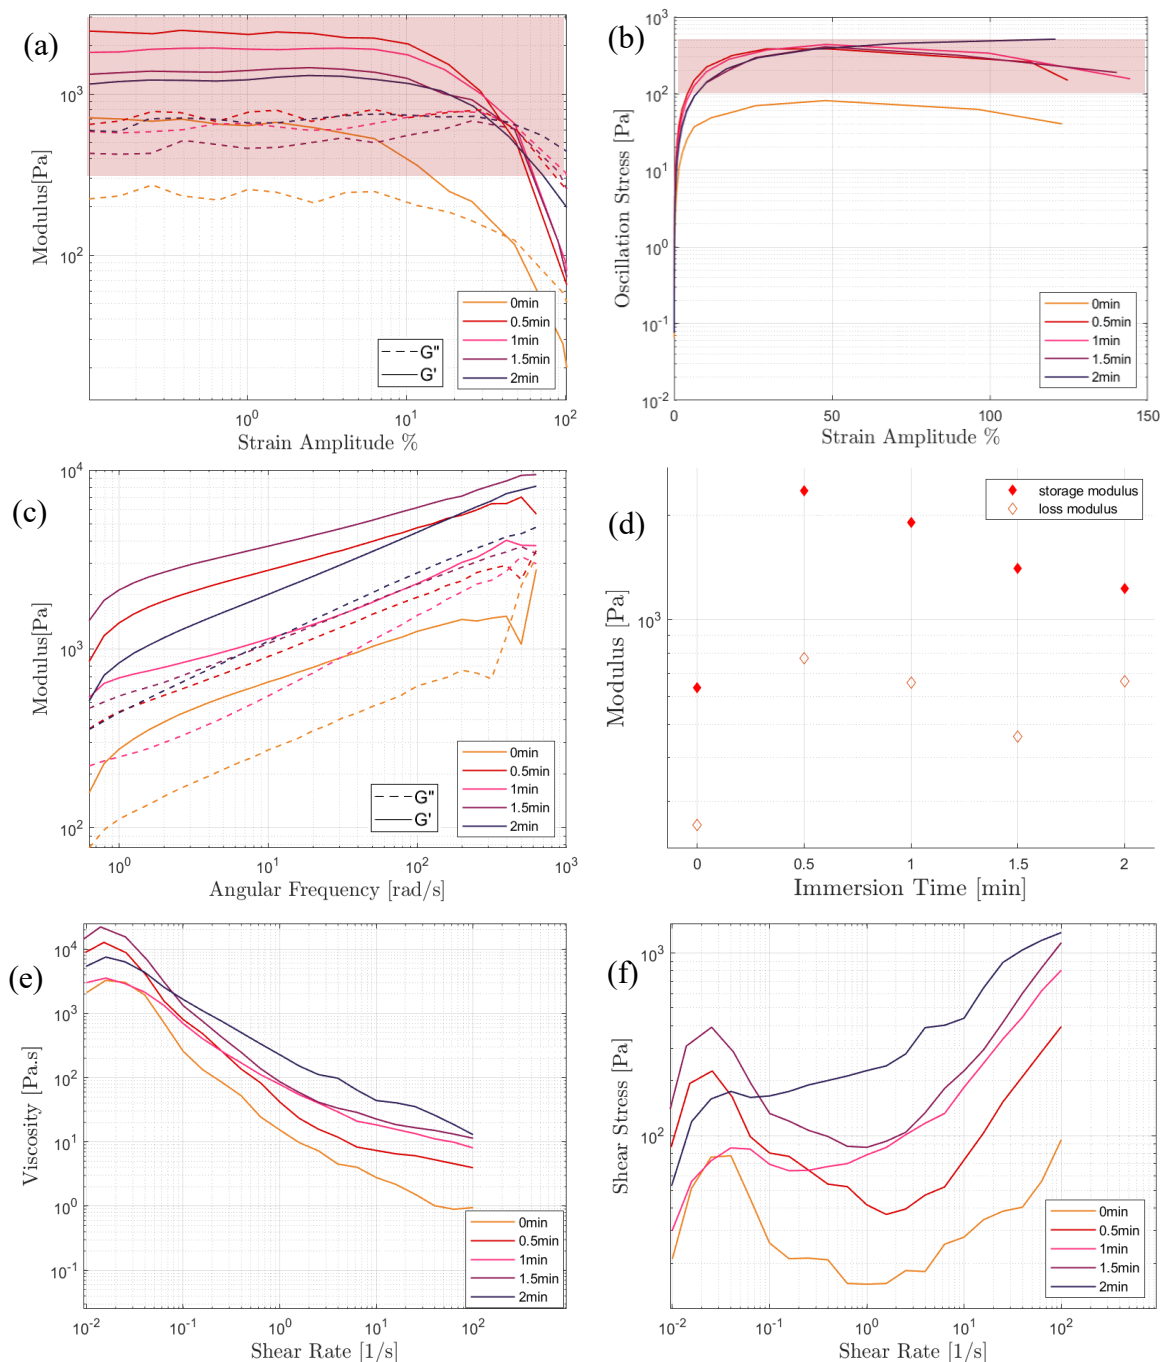 (a)
10^3
10^2
Modulus[Pa]
10^0
10^1
10^2
Strain Amplitude %
G"
G'
0min
0.5min
1min
1.5min
2min
(b)
10^3
10^2
10^1
10^0
10^-1
10^-2
Oscillation Stress [Pa]
0
50
100
150
Strain Amplitude %
0min
0.5min
1min
1.5min
2min
(c)
10^4
10^3
10^2
Modulus[Pa]
10^0
10^1
10^2
10^3
Angular Frequency [rad/s]
G"
G'
0min
0.5min
1min
1.5min
2min
(d)
storage modulus
loss modulus
10^3
Modulus [Pa]
0
0.5
1
1.5
2
Immersion Time [min]
(e)
10^4
10^3
10^2
10^1
10^0
10^-1
Viscosity [Pa.s]
10^-2
10^-1
10^0
10^1
10^2
Shear Rate [1/s]
0min
0.5min
1min
1.5min
2min
(f)
10^3
10^2
Shear Stress [Pa]
10^-2
10^-1
10^0
10^1
10^2
Shear Rate [1/s]
0min
0.5min
1min
1.5min
2min